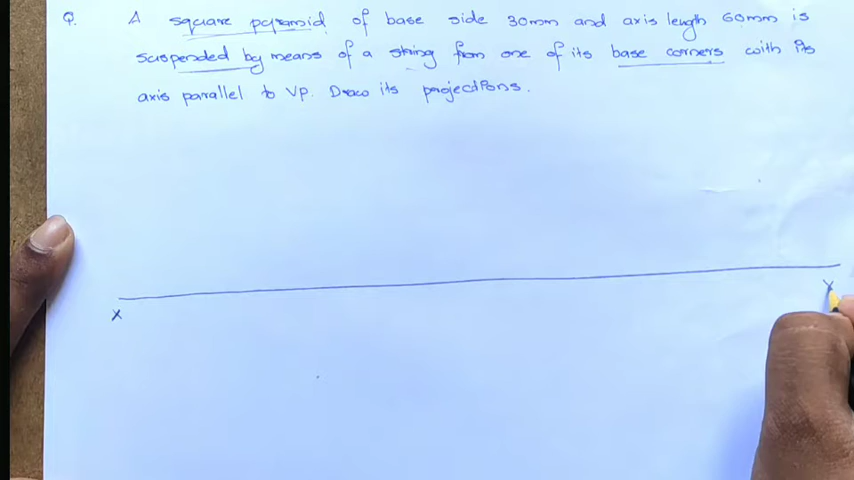 Q. A square pyramid of base side 30mm and axis length 60mm is
suspended by means of a string from one of its base corners with its
axis parallel to VP. Draw its projections.
X Y